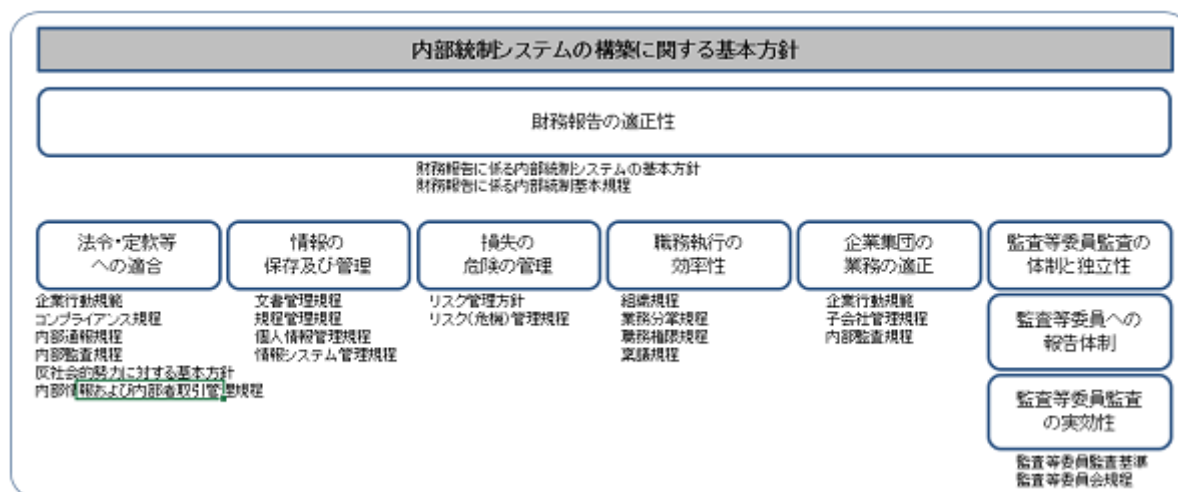 内部統制システムの構築に関する基本方針
財務報告の適正性
財務報告に係る内部統制システムの基本方針
財務報告に係る内部統制基本規程
法令・定款等
への適合
企業行動規範
コンプライアンス規程
内部通報規程
内部監査規程
反社会的勢力に対する基本方針
内部情報および内部者取引管理規程
情報の
保存及び管理
文書管理規程
規程管理規程
個人情報管理規程
情報システム管理規程
損失の
危険の管理
リスク管理方針
リスク(危機)管理規程
職務執行の
効率性
組織規程
業務分掌規程
職務権限規程
稟議規程
企業集団の
業務の適正
企業行動規範
子会社管理規程
内部監査規程
監査等委員監査の
体制と独立性
監査等委員への
報告体制
監査等委員監査
の実効性
監査等委員監査基準
監査等委員会規程